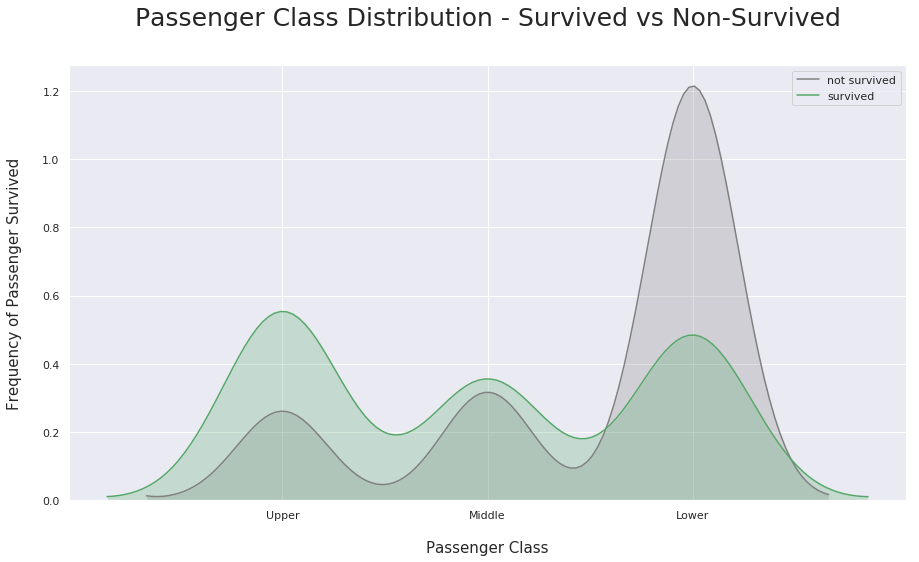 Passenger Class Distribution - Survived vs Non-Survived
not survived
survived
Frequency of Passenger Survived
1.2
1.0
0.8
0.6
0.4
0.2
0.0
Upper
Middle
Lower
Passenger Class